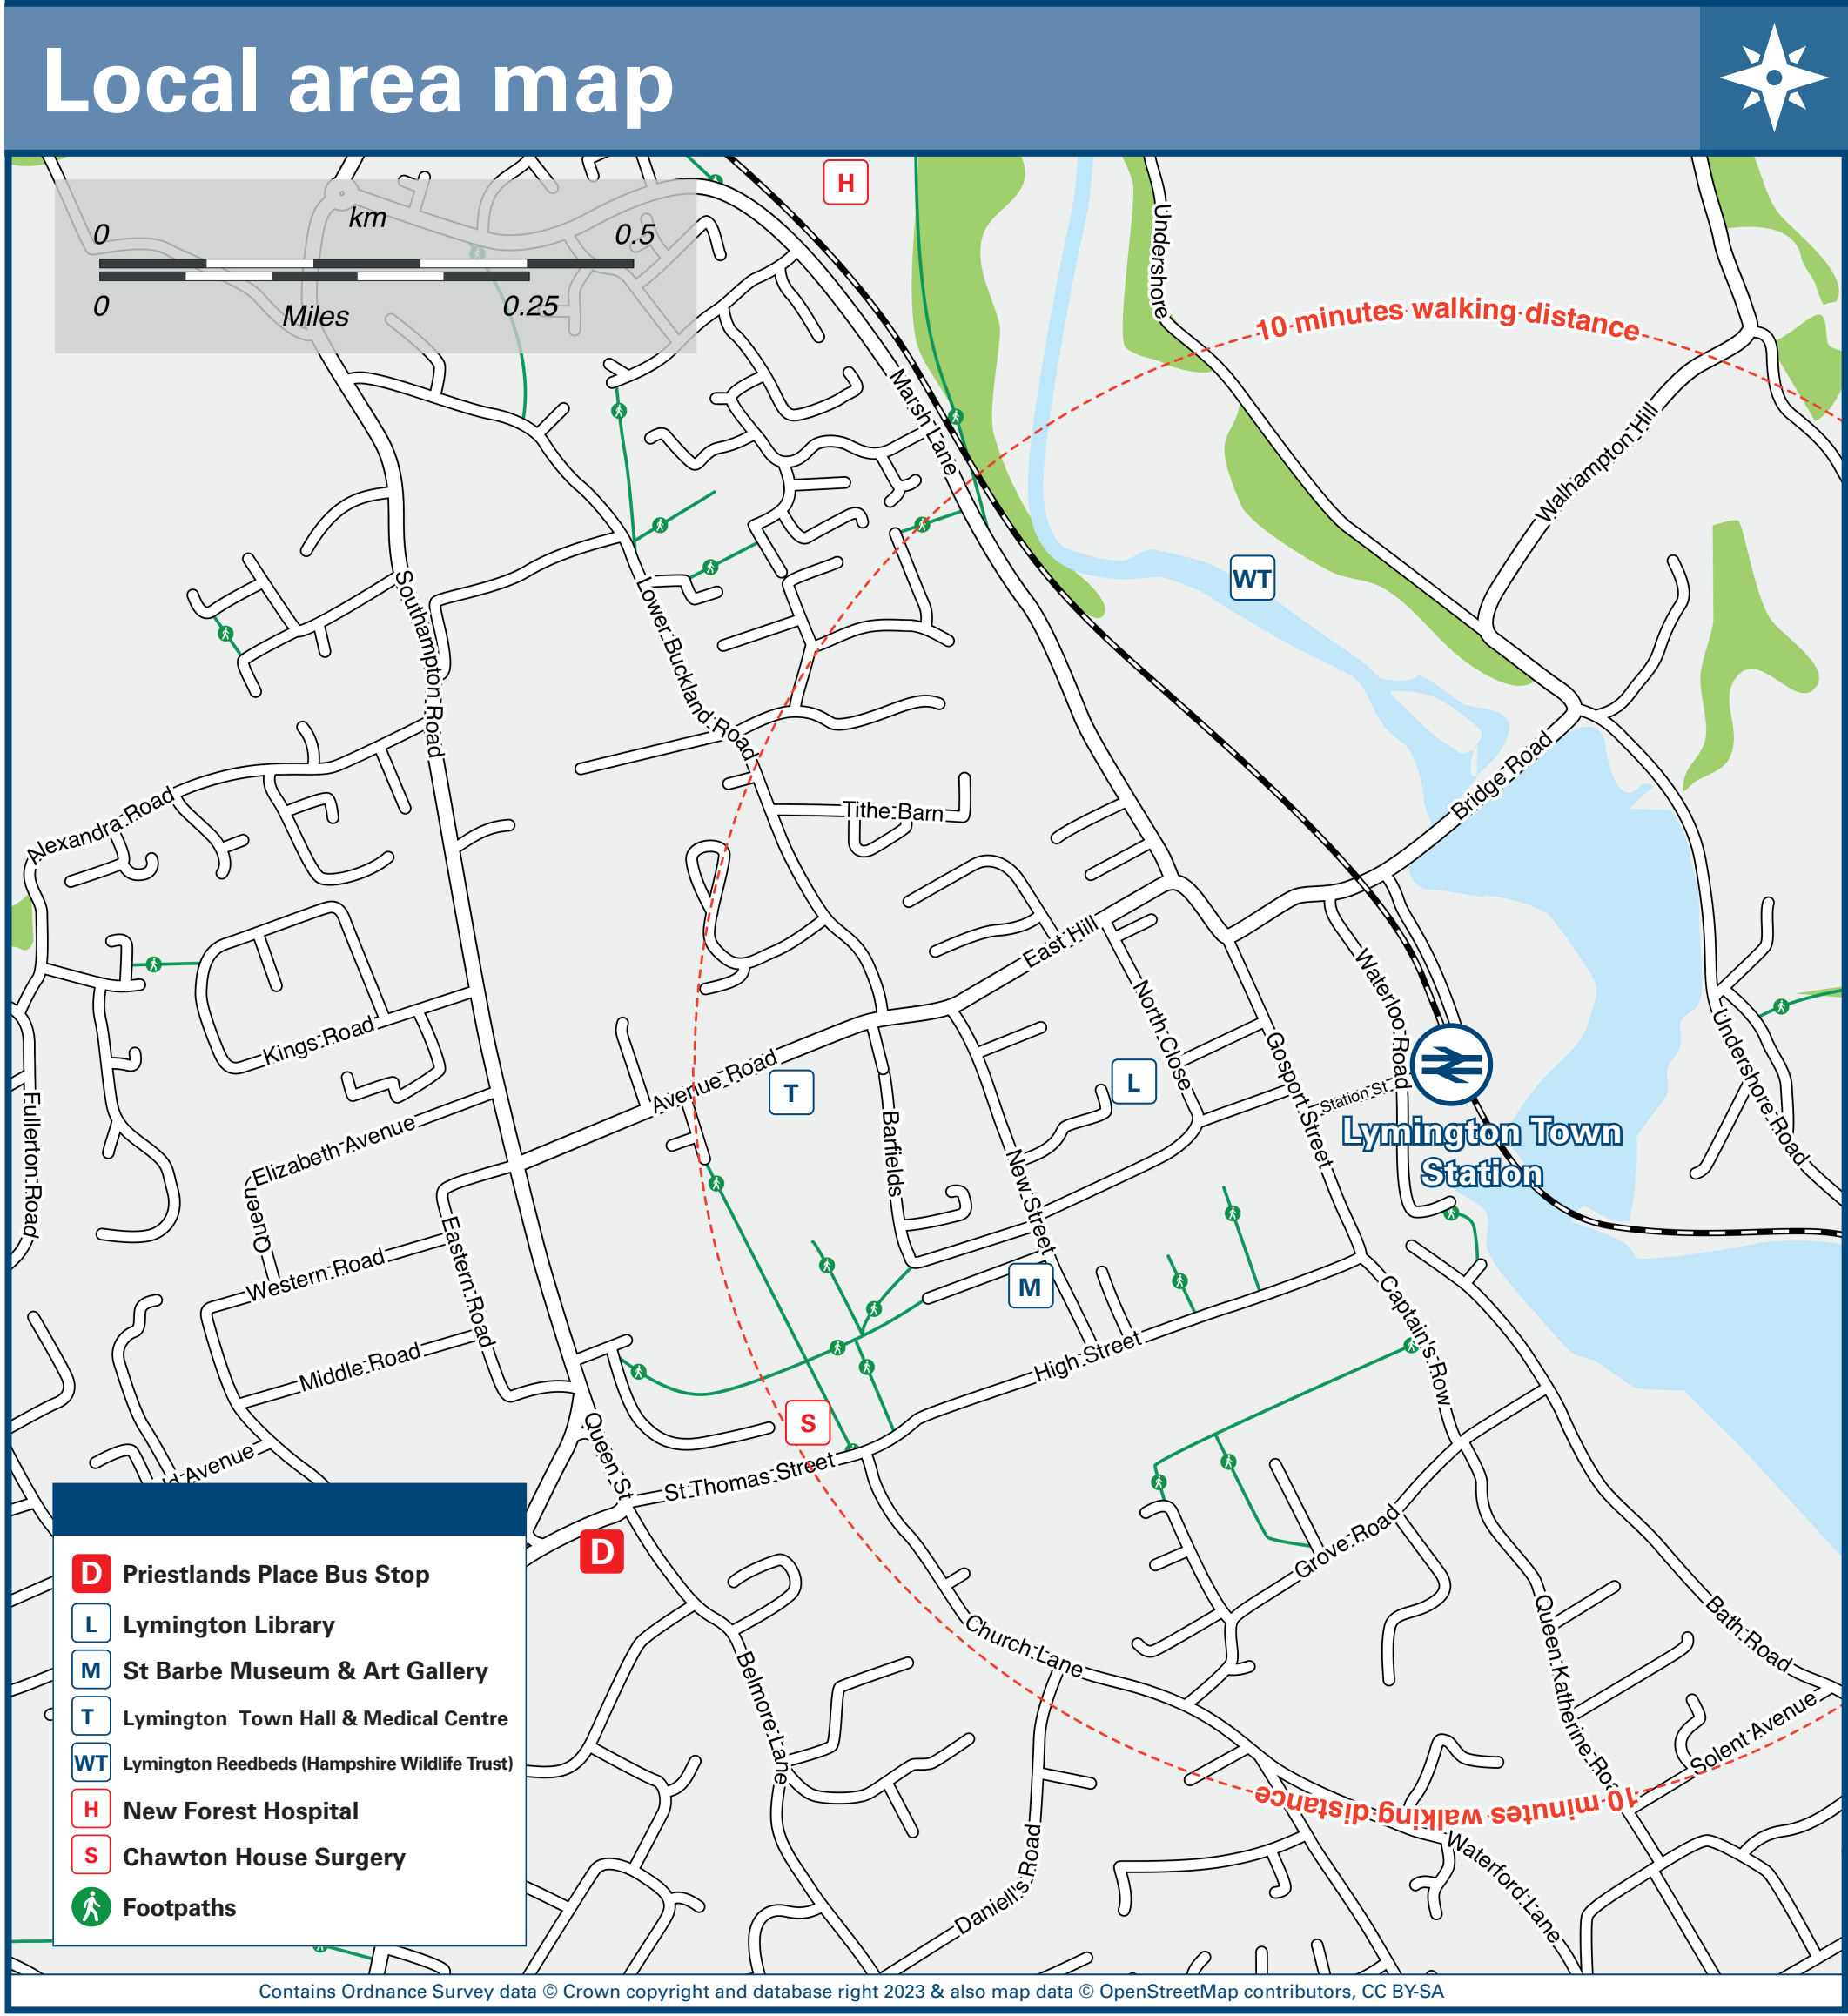 Local area map
H
km
0
0.5
0
Miles
0.25
Undershore
10 minutes walking distance
Marsh Lane
Walhampton Hill
WT
Southampton Road
Lower Buckland Road
Bridge Road
Alexandra Road
Tithe Barn
East Hill
Waterloo Road
North Close
Kings Road
Gosport Street
Undershore Road
Avenue Road
T
L
Station St
Fullerton Road
Barfields
Elizabeth Avenue
Lymington Town
Station
New Street
Queen
Eastern Road
Western Road
M
Captain's Row
Middle Road
High Street
S
Queen St
ld Avenue
St Thomas Street
Grove Road
D
Church Lane
Queen Katherine Roa
Bath Road
Belmore Lane
Solent Avenue
10 minutes walking distance
Waterford Lane
Daniell's Road
D Priestlands Place Bus Stop
L Lymington Library
M St Barbe Museum & Art Gallery
T Lymington Town Hall & Medical Centre
WT Lymington Reedbeds (Hampshire Wildlife Trust)
H New Forest Hospital
S Chawton House Surgery
Footpaths
Contains Ordnance Survey data © Crown copyright and database right 2023 & also map data © OpenStreetMap contributors, CC BY-SA